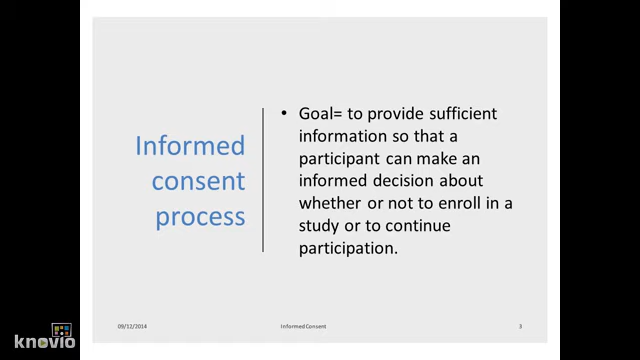 Informed
consent
process
• Goal= to provide sufficient
information so that a
participant can make an
informed decision about
whether or not to enroll in a
study or to continue
participation.
09/12/2014
Informed Consent
3
knovio